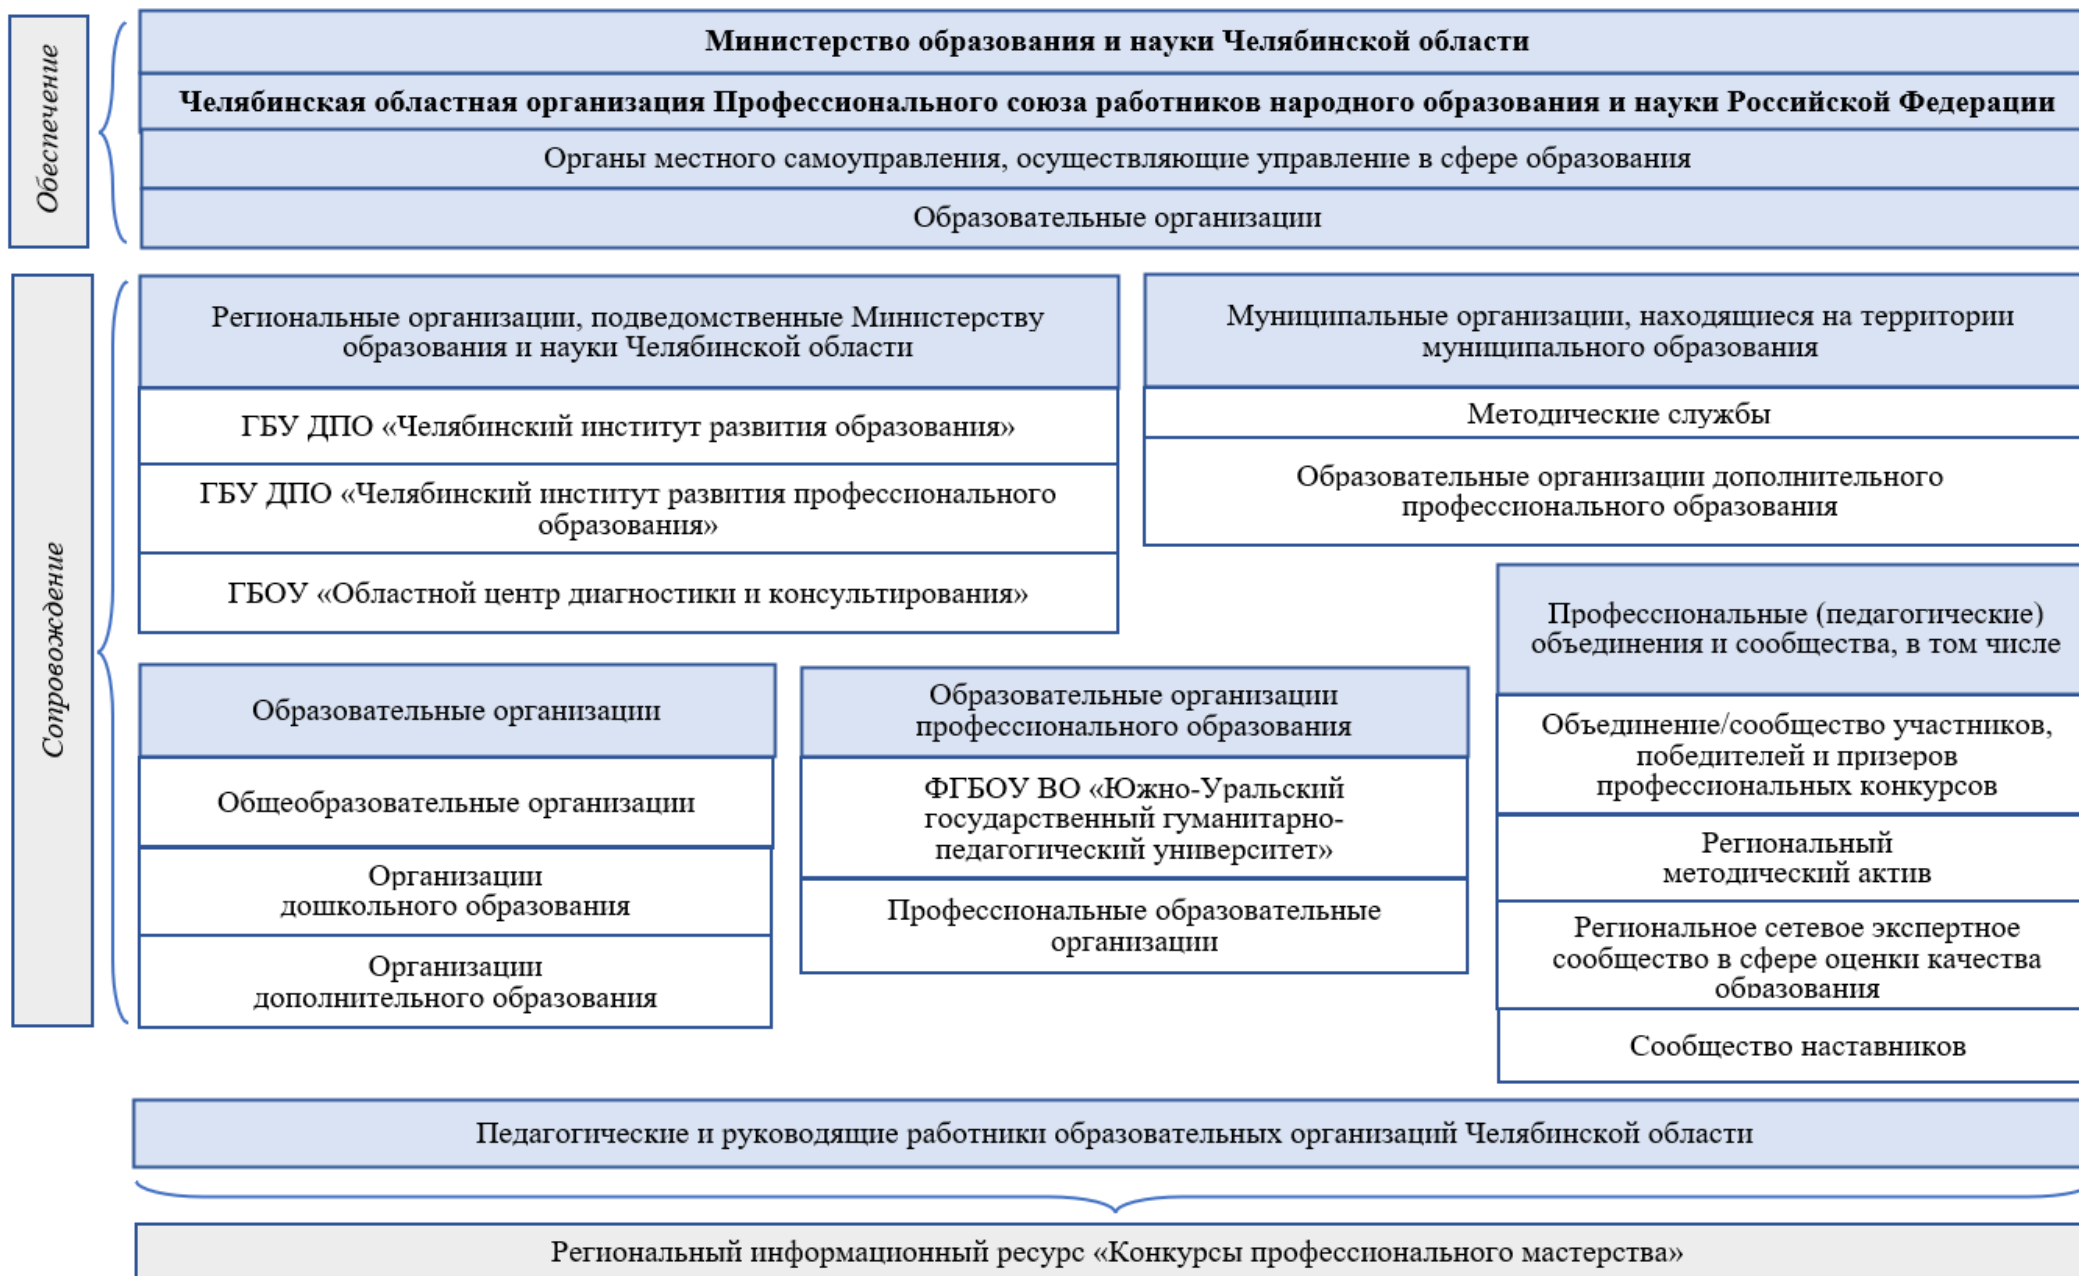 Обеспечение
Министерство образования и науки Челябинской области
Челябинская областная организация Профессионального союза работников народного образования и науки Российской Федерации
Органы местного самоуправления, осуществляющие управление в сфере образования
Образовательные организации
Сопровождение
Региональные организации, подведомственные Министерству
образования и науки Челябинской области
ГБУ ДПО «Челябинский институт развития образования»
ГБУ ДПО «Челябинский институт развития профессионального
образования»
ГБОУ «Областной центр диагностики и консультирования»
Муниципальные организации, находящиеся на территории
муниципального образования
Методические службы
Образовательные организации дополнительного
профессионального образования
Образовательные организации
Общеобразовательные организации
Организации
дошкольного образования
Организации
дополнительного образования
Образовательные организации
профессионального образования
ФГБОУ ВО «Южно-Уральский
государственный гуманитарно-
педагогический университет»
Профессиональные образовательные
организации
Профессиональные (педагогические)
объединения и сообщества, в том числе
Объединение/сообщество участников,
победителей и призеров
профессиональных конкурсов
Региональный
методический актив
Региональное сетевое экспертное
сообщество в сфере оценки качества
образования
Сообщество наставников
Педагогические и руководящие работники образовательных организаций Челябинской области
Региональный информационный ресурс «Конкурсы профессионального мастерства»